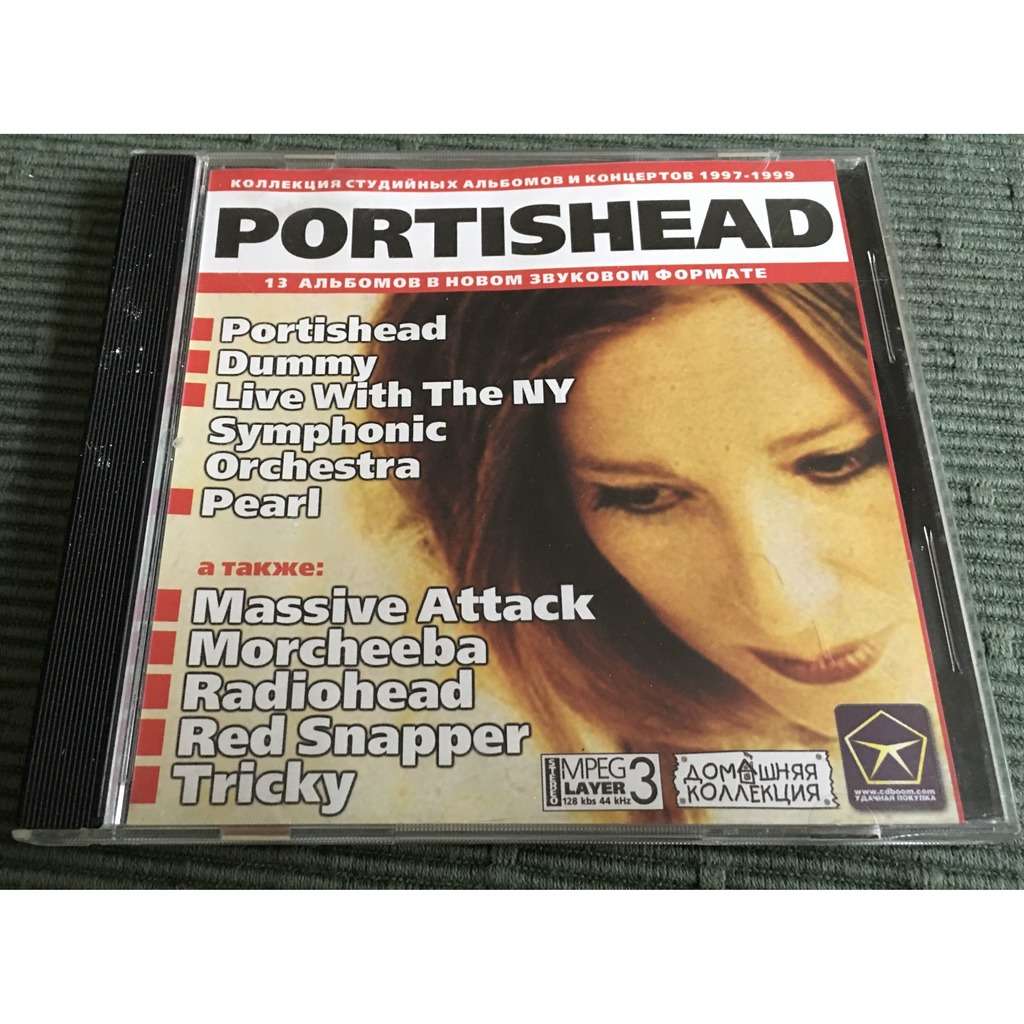 КОЛЛЕКЦИЯ СТУДИЙНЫХ АЛЬБОМОВ И КОНЦЕРТОВ 1997-1999
PORTISHEAD
13 АЛЬБОМОВ В НОВОМ ЗВУКОВОМ ФОРМАТЕ
Portishead
Dummy
Live With The NY
Symphonic
Orchestra
Pearl
а также:
Massive Attack
Morcheeba
Radiohead
Red Snapper
Tricky
STEREO
MPEG
LAYER 3
128 kbs 44 kHz
ДОМАШНЯЯ
КОЛЛЕКЦИЯ
www.cdboom.com
УДАЧНАЯ ПОКУПКА